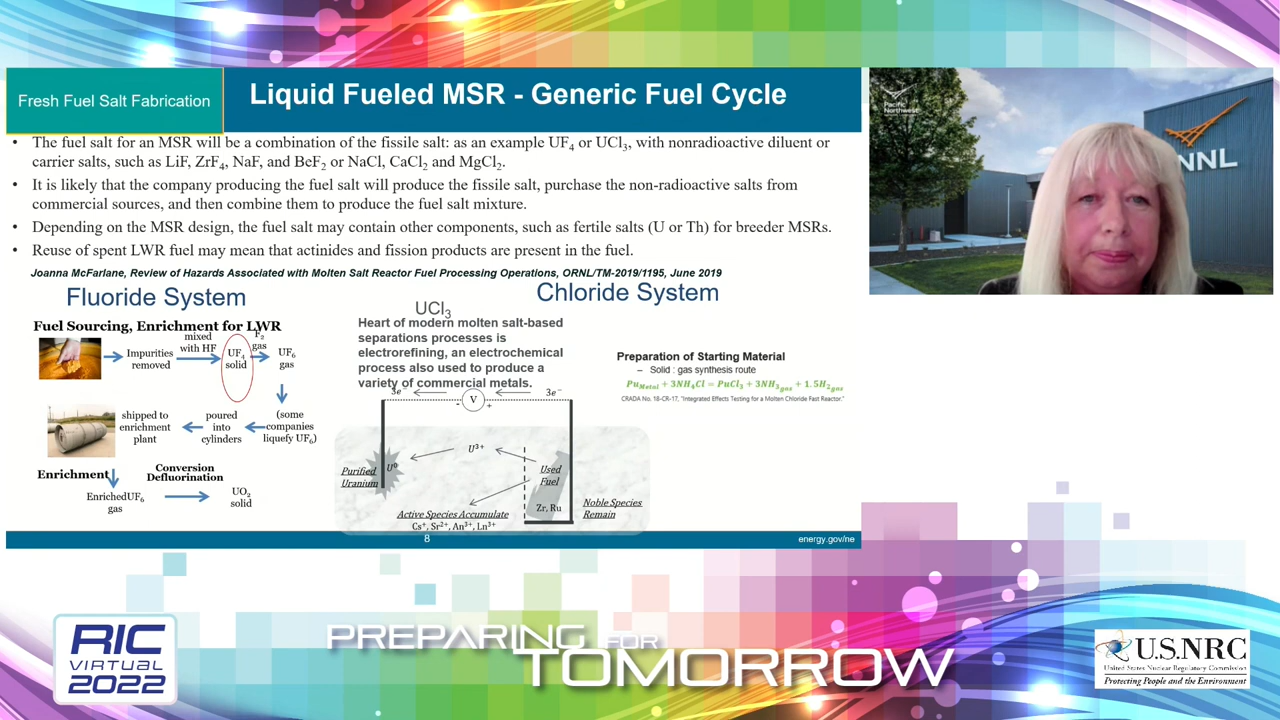 Fresh Fuel Salt Fabrication
Liquid Fueled MSR - Generic Fuel Cycle
• The fuel salt for an MSR will be a combination of the fissile salt: as an example UF4 or UCl3, with nonradioactive diluent or
carrier salts, such as LiF, ZrF4, NaF, and BeF2 or NaCl, CaCl2 and MgCl2.
• It is likely that the company producing the fuel salt will produce the fissile salt, purchase the non-radioactive salts from
commercial sources, and then combine them to produce the fuel salt mixture.
• Depending on the MSR design, the fuel salt may contain other components, such as fertile salts (U or Th) for breeder MSRs.
• Reuse of spent LWR fuel may mean that actinides and fission products are present in the fuel.
Joanna McFarlane, Review of Hazards Associated with Molten Salt Reactor Fuel Processing Operations, ORNL/TM-2019/1195, June 2019
Fluoride System
Fuel Sourcing, Enrichment for LWR
Impurities
removed
mixed
with HF
UF4
solid
F2
gas
UF6
gas
(some
companies
liquefy UF6)
poured
into
cylinders
shipped to
enrichment
plant
Enrichment
EnrichedUF6
gas
Conversion
Defluorination
UO2
solid
Chloride System
UCl3
Heart of modern molten salt-based
separations processes is
electrorefining, an electrochemical
process also used to produce a
variety of commercial metals.
3e-
V
3e-
- +
U3+
U0
Purified
Uranium
Used
Fuel
Zr, Ru
Noble Species
Remain
Active Species Accumulate
Cs+, Sr2+, An3+, Ln3+
Preparation of Starting Material
– Solid : gas synthesis route
PuMetal + 3NH4Cl = PuCl3 + 3NH3gas + 1.5H2gas
CRADA No. 18-CR-17, "Integrated Effects Testing for a Molten Chloride Fast Reactor."
8
energy.gov/ne
Pacific
Northwest
NNL
RIC
VIRTUAL
2022
PREPARING FOR
TOMORROW
U.S.NRC
United States Nuclear Regulatory Commission
Protecting People and the Environment